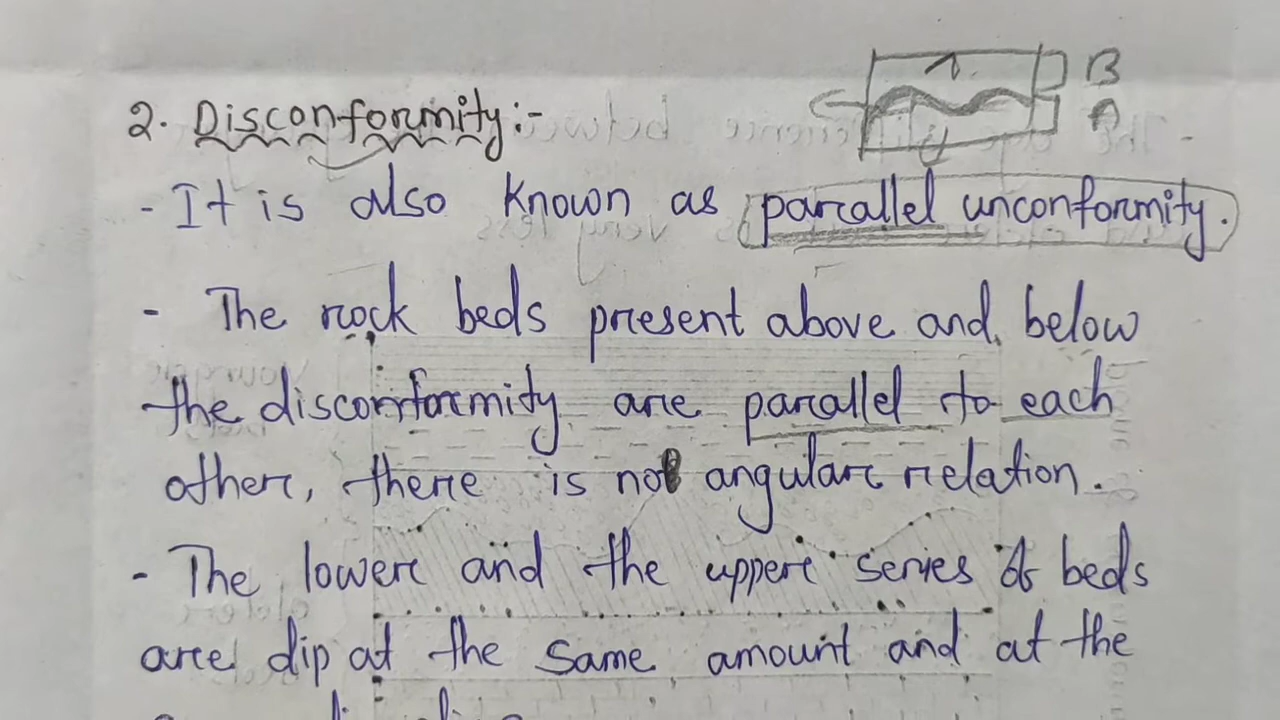 B
A
2. Disconformity:-
- It is also known as parallel unconformity.
- The rock beds present above and below
the disconformity are parallel to each
other, there is no angular relation.
- The lower and the upper series of beds
are dip at the same amount and at the